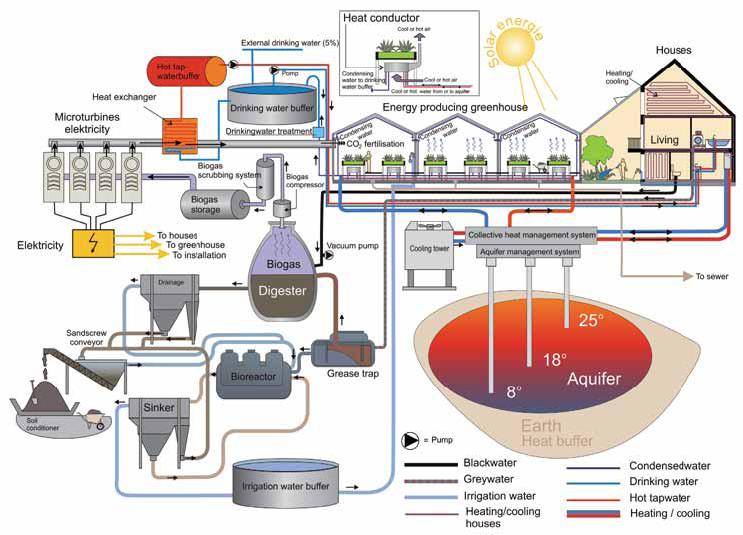 Heat conductor
Cool or hot air
Condensing
water to drinking
water buffer
Cool or hot air
Cool or hot water from or to aquifer
Solar energie
Houses
Heating/
cooling
Living
External drinking water (5%)
Pump
Hot tap-
waterbuffer
Drinking water buffer
Drinkingwater treatment
Heat exchanger
Microturbines
elektricity
Energy producing greenhouse
Condensing
water
Condensing
water
Condensing
water
CO2 fertilisation
Biogas
scrubbing system
Biogas
compressor
Biogas
storage
Elektricity
To houses
To greenhouse
To installation
Biogas
Digester
Vacuum pump
Cooling tower
Collective heat management system
Aquifer management system
To sewer
Drainage
Sandscrew
conveyor
Soil
conditioner
Sinker
Bioreactor
Grease trap
Irrigation water buffer
25°
18°
8°
Aquifer
Earth
Heat buffer
= Pump
Blackwater
Greywater
Irrigation water
Heating/cooling
houses
Condensedwater
Drinking water
Hot tapwater
Heating / cooling